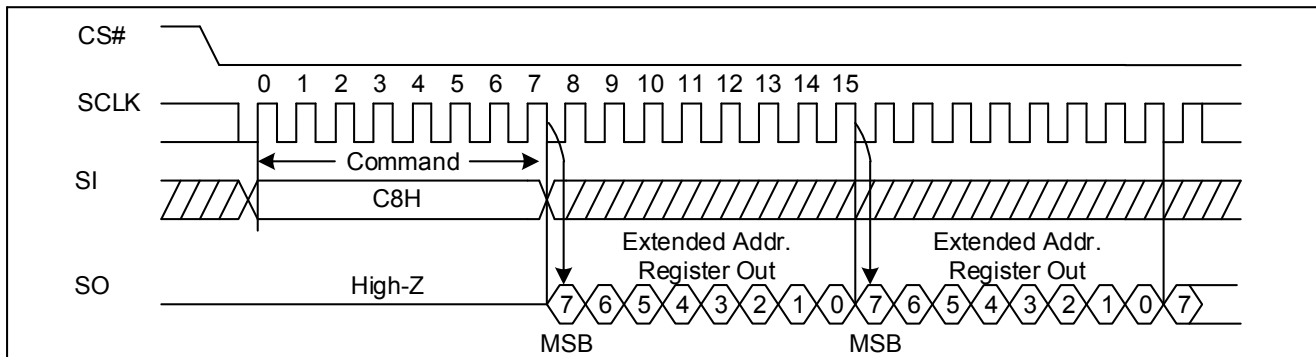 CS#
0 1 2 3 4 5 6 7 8 9 10 11 12 13 14 15
SCLK
Command
SI
C8H
Extended Addr. Extended Addr.
Register Out Register Out
SO
High-Z
7 6 5 4 3 2 1 0 7 6 5 4 3 2 1 0 7
MSB MSB